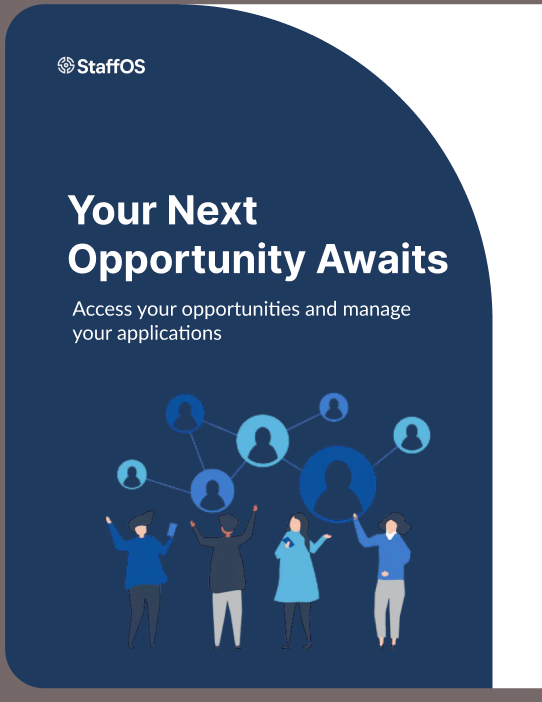 StaffOS
Your Next
Opportunity Awaits
Access your opportunities and manage
your applications